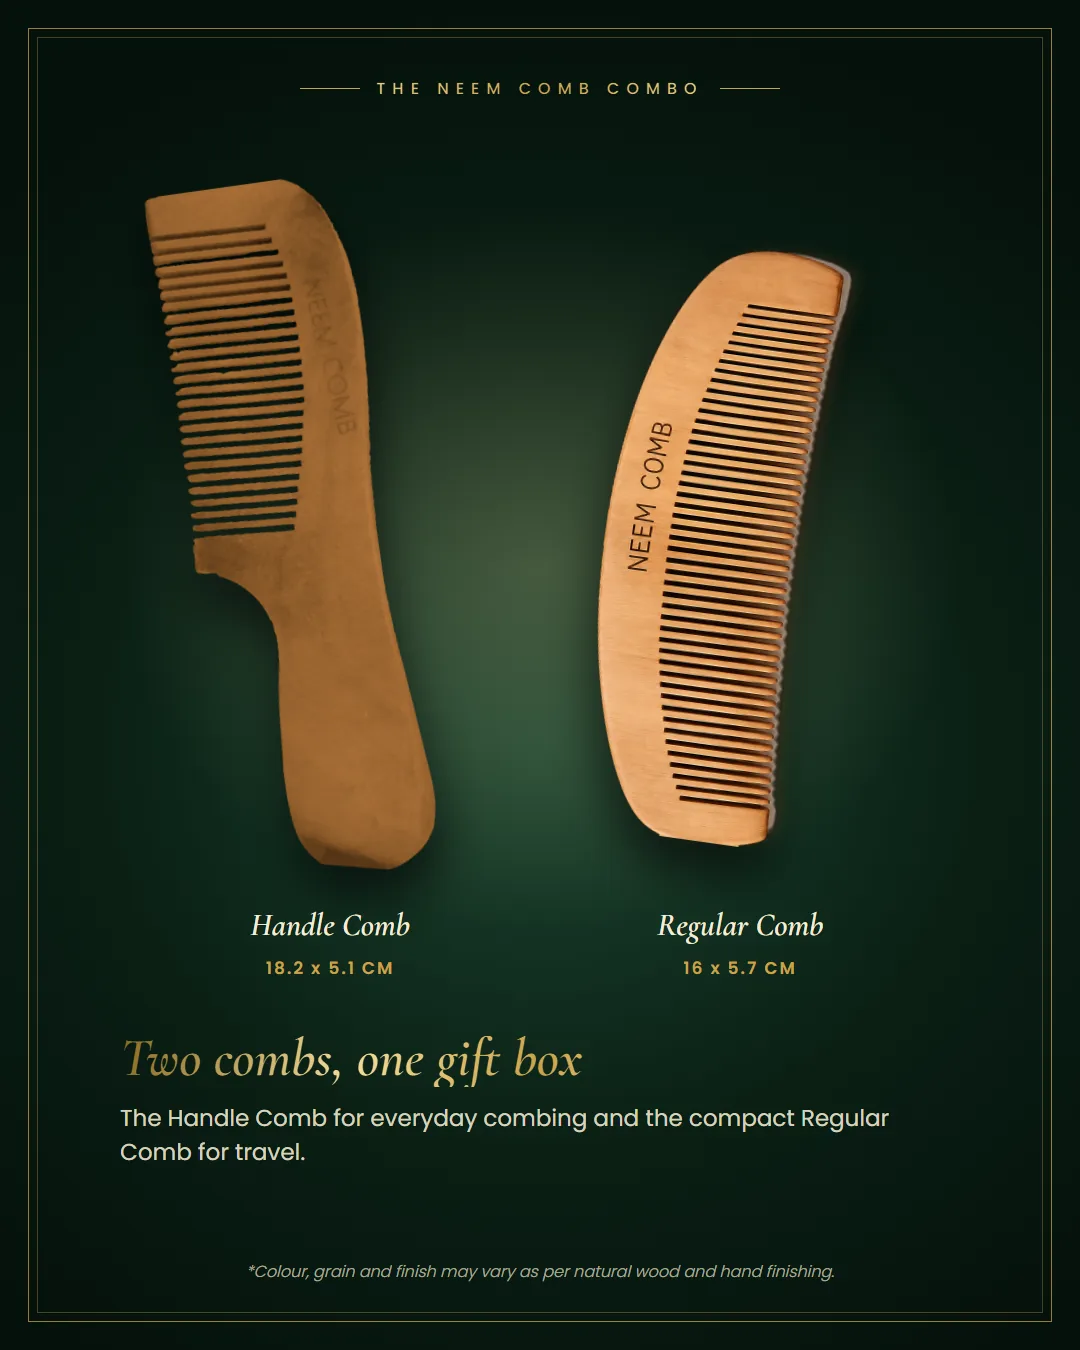 THE NEEM COMB COMBO
NEEM COMB
NEEM COMB
Handle Comb
Regular Comb
18.2 x 5.1 CM
16 x 5.7 CM
Two combs, one gift box
The Handle Comb for everyday combing and the compact Regular
Comb for travel.
*Colour, grain and finish may vary as per natural wood and hand finishing.